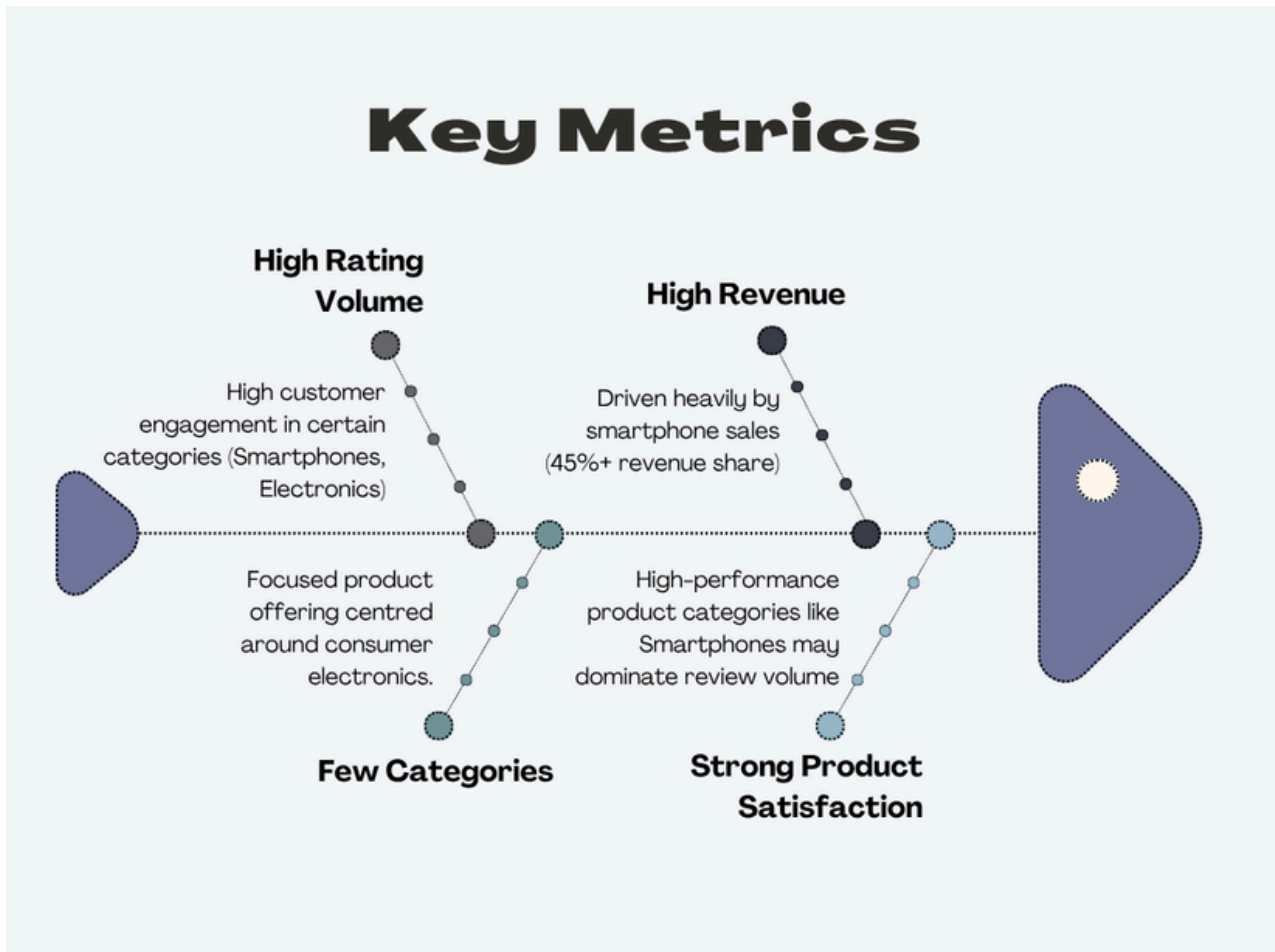 Key Metrics
High Rating
Volume
High customer
engagement in certain
categories (Smartphones,
Electronics)
High Revenue
Driven heavily by
smartphone sales
(45%+ revenue share)
Focused product
offering centred
around consumer
electronics.
Few Categories
High-performance
product categories like
Smartphones may
dominate review volume
Strong Product
Satisfaction